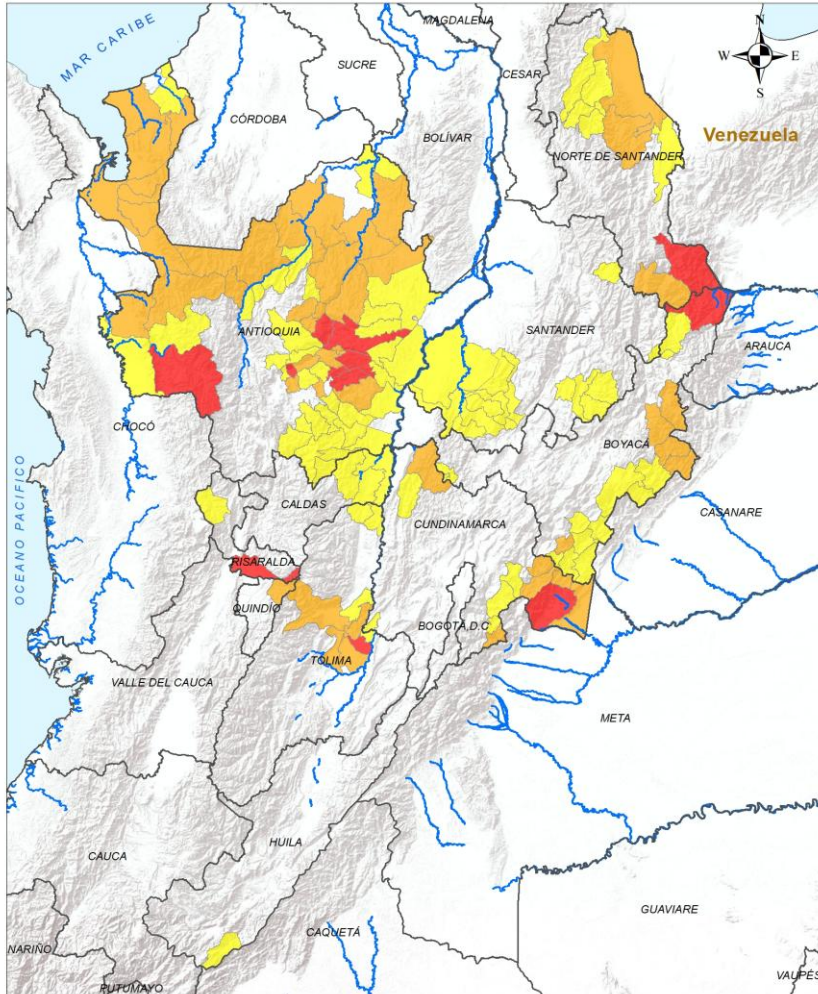 MAR CARIBE
MAGDALENA
N
W
E
S
SUCRE
CESAR
CÓRDOBA
BOLÍVAR
Venezuela
NORTE DE SANTANDER
ANTIOQUIA
SANTANDER
ARAUCA
CHOCÓ
BOYACÁ
OCEANO PACIFICO
CALDAS
CUNDINAMARCA
CASANARE
RISARALDA
QUINDÍO
BOGOTÁ, D.C
TOLIMA
VALLE DEL CAUCA
META
HUILA
CAUCA
GUAVIARE
CAQUETÁ
NARIÑO
PUTUMAYO
VAUPÉS